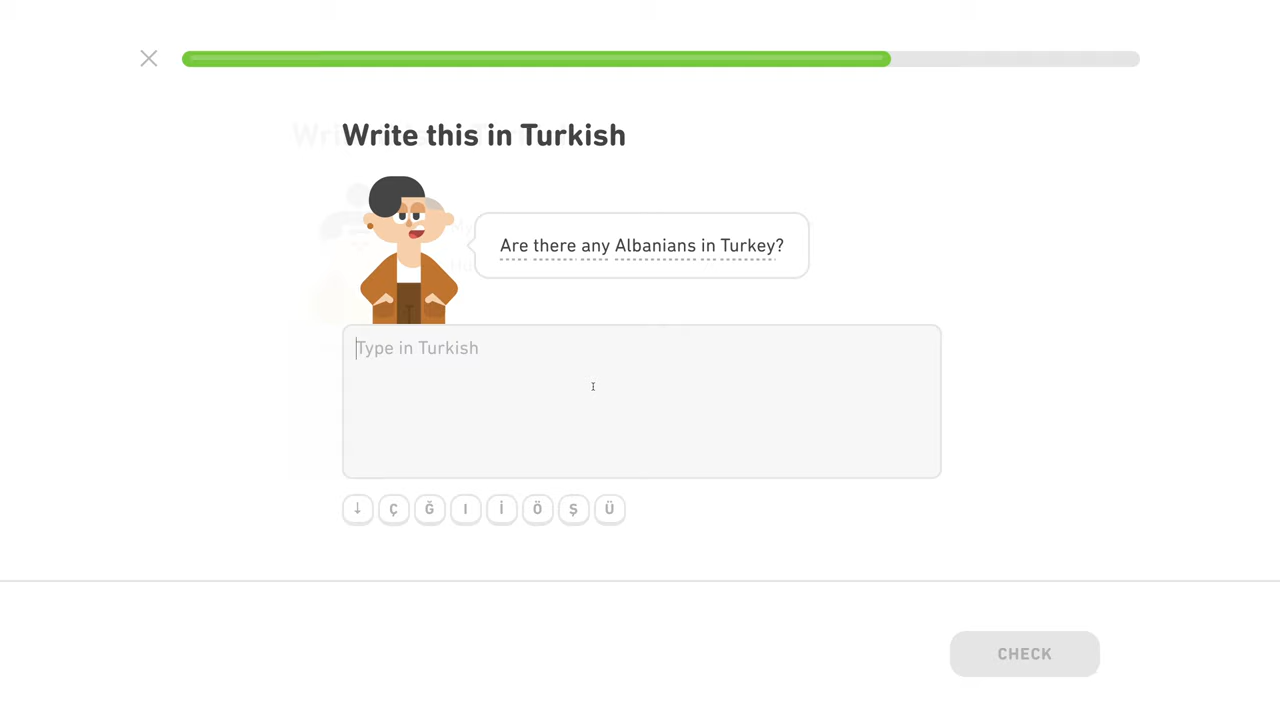 Write this in Turkish
Are there any Albanians in Turkey?
Type in Turkish
↓ Ç Ğ I İ Ö Ş Ü
CHECK